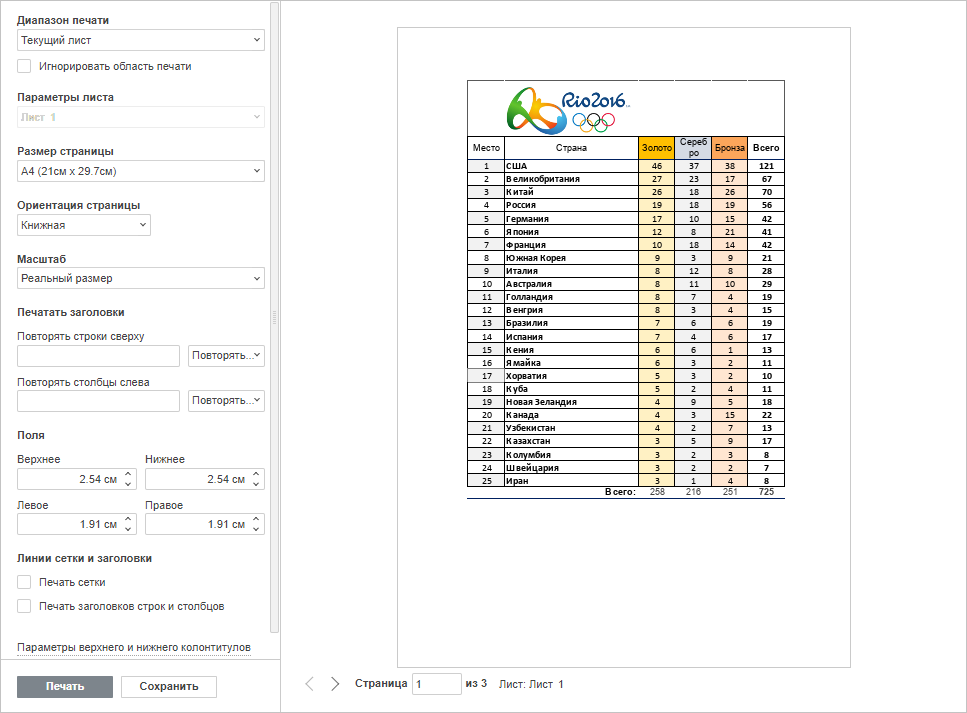 Диапазон печати
Текущий лист
Игнорировать область печати
Параметры листа
Лист 1
Размер страницы
A4 (21см x 29.7см)
Ориентация страницы
Книжная
Масштаб
Реальный размер
Печатать заголовки
Повторять строки сверху
Повторять...
Повторять столбцы слева
Повторять...
Поля
Верхнее Нижнее
2.54 см 2.54 см
Левое Правое
1.91 см 1.91 см
Линии сетки и заголовки
Печать сетки
Печать заголовков строк и столбцов
Параметры верхнего и нижнего колонтитулов
Печать Сохранить
Rio2016
Место Страна Золото Сереб
ро Бронза Всего
1 США 46 37 38 121
2 Великобритания 27 23 17 67
3 Китай 26 18 26 70
4 Россия 19 18 19 56
5 Германия 17 10 15 42
6 Япония 12 8 21 41
7 Франция 10 18 14 42
8 Южная Корея 9 3 9 21
9 Италия 8 12 8 28
10 Австралия 8 11 10 29
11 Голландия 8 7 4 19
12 Венгрия 8 3 4 15
13 Бразилия 7 6 6 19
14 Испания 7 4 6 17
15 Кения 6 6 1 13
16 Ямайка 6 3 2 11
17 Хорватия 5 3 2 10
18 Куба 5 2 4 11
19 Новая Зеландия 4 9 5 18
20 Канада 4 3 15 22
21 Узбекистан 4 2 7 13
22 Казахстан 3 5 9 17
23 Колумбия 3 2 3 8
24 Швейцария 3 2 2 7
25 Иран 3 1 4 8
Всего: 258 216 251 725
Страница 1 из 3 Лист: Лист 1